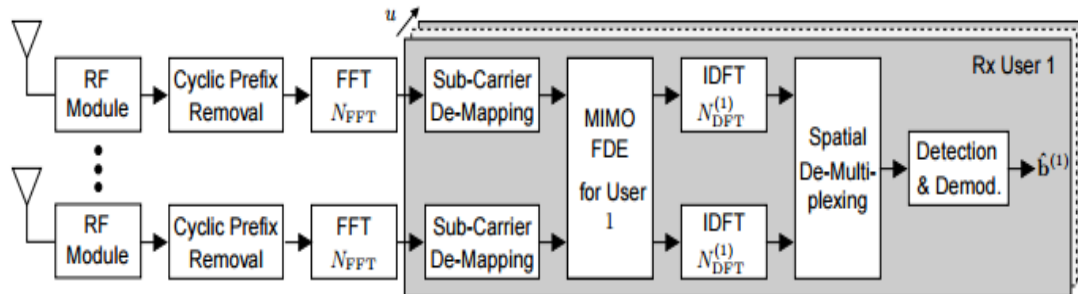 u
Rx User 1
RF
Module
Cyclic Prefix
Removal
FFT
N_FFT
Sub-Carrier
De-Mapping
MIMO
FDE
for User
1
IDFT
N_DFT^(1)
Spatial
De-Multi-
plexing
Detection
& Demod.
b̂^(1)
RF
Module
Cyclic Prefix
Removal
FFT
N_FFT
Sub-Carrier
De-Mapping
IDFT
N_DFT^(1)